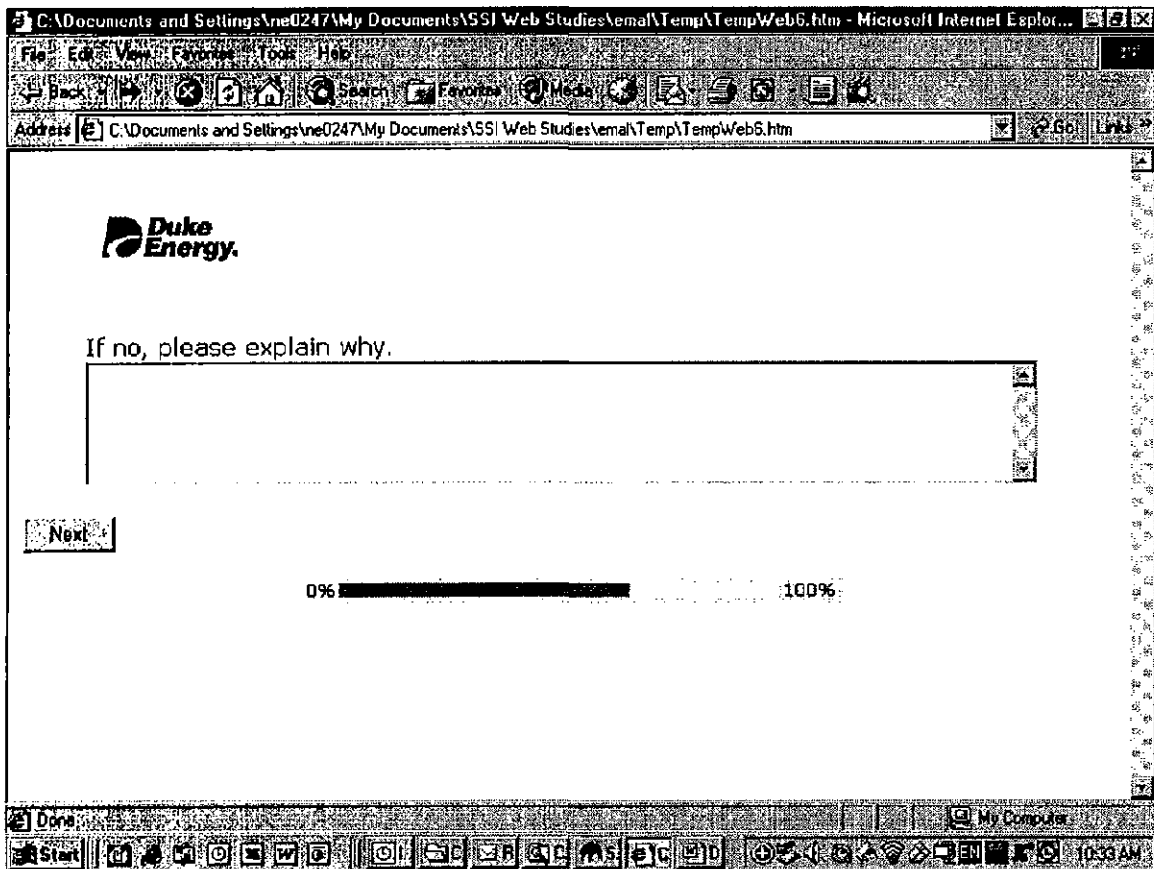 C:\Documents and Settings\ne0247\My Documents\SSI Web Studies\emal\Temp\TempWeb6.htm - Microsoft Internet Explor...
File Edit View Favorites Tools Help
Back Search Favorites Media
Address C:\Documents and Settings\ne0247\My Documents\SSI Web Studies\emal\Temp\TempWeb6.htm Go Links »
Duke
Energy.
If no, please explain why.
Next
0% 100%
Done My Computer
Start 10:33 AM